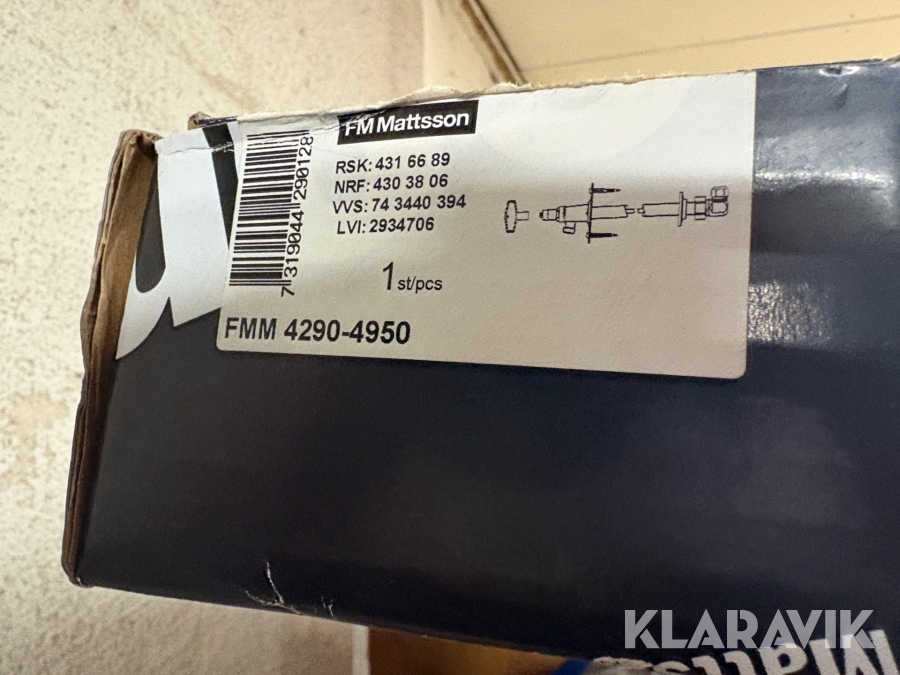 FM Mattsson
RSK: 431 66 89
NRF: 430 38 06
VVS: 74 3440 394
LVI: 2934706
7 319044 290128
1 st/pcs
FMM 4290-4950
KLARAVIK